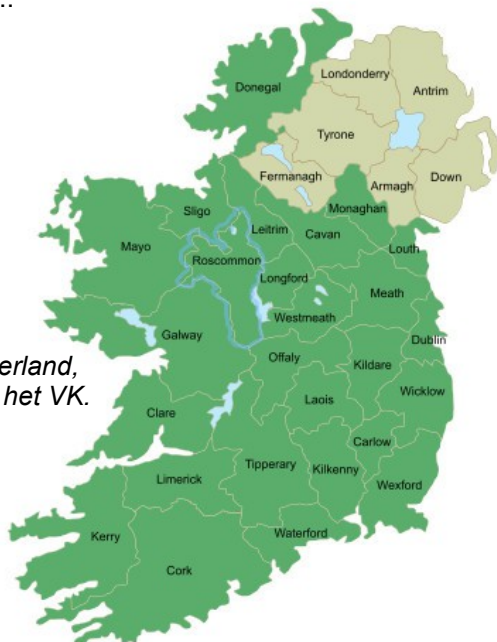 ..
Donegal
Londonderry
Antrim
Tyrone
Fermanagh
Armagh
Down
Monaghan
Sligo
Leitrim
Cavan
Louth
Mayo
Roscommon
Longford
Meath
Westmeath
Galway
Dublin
Offaly
Kildare
erland,
het VK.
Wicklow
Laois
Clare
Carlow
Tipperary
Kilkenny
Limerick
Wexford
Waterford
Kerry
Cork